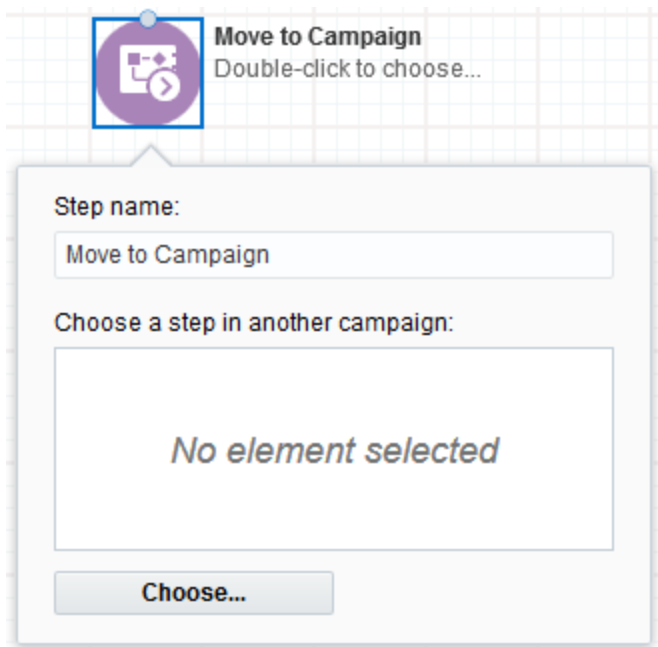 Move to Campaign
Double-click to choose...
Step name:
Move to Campaign
Choose a step in another campaign:
No element selected
Choose...